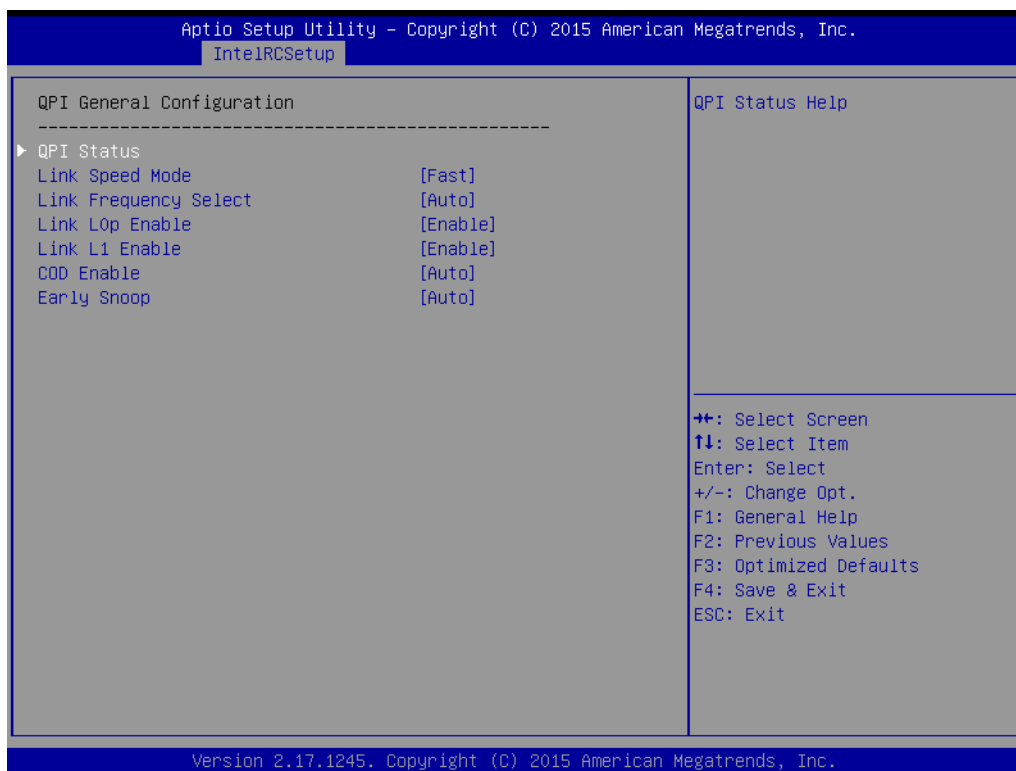 Aptio Setup Utility – Copyright (C) 2015 American Megatrends, Inc.
IntelRCSetup
QPI General Configuration
--------------------------------------------------
QPI Status
Link Speed Mode [Fast]
Link Frequency Select [Auto]
Link L0p Enable [Enable]
Link L1 Enable [Enable]
COD Enable [Auto]
Early Snoop [Auto]
QPI Status Help
→←: Select Screen
↑↓: Select Item
Enter: Select
+/-: Change Opt.
F1: General Help
F2: Previous Values
F3: Optimized Defaults
F4: Save & Exit
ESC: Exit
Version 2.17.1245. Copyright (C) 2015 American Megatrends, Inc.